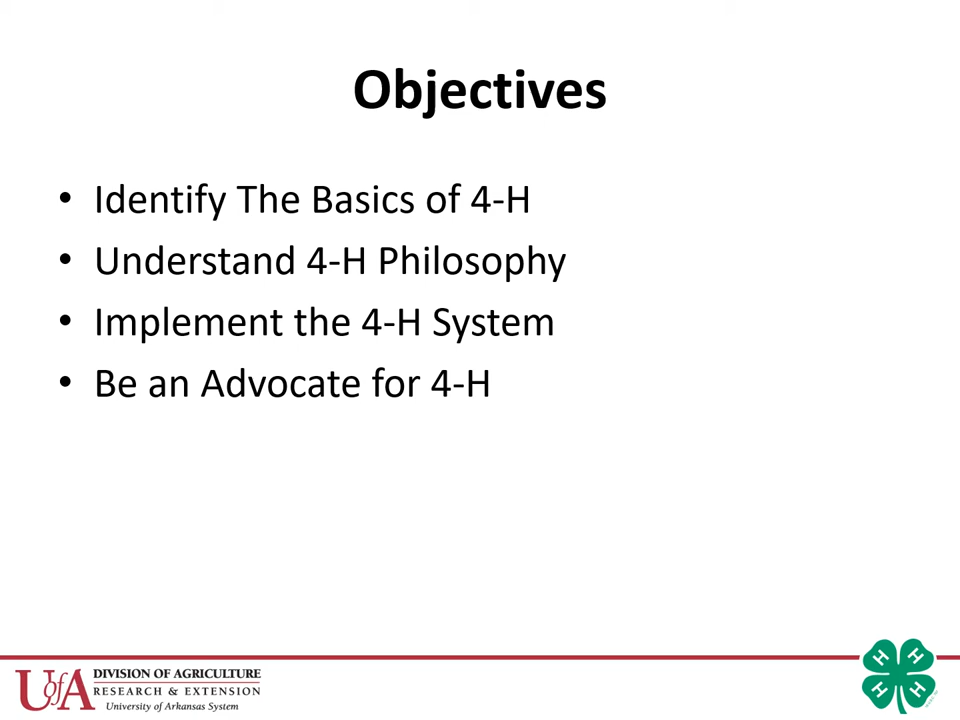 Objectives
• Identify The Basics of 4-H
• Understand 4-H Philosophy
• Implement the 4-H System
• Be an Advocate for 4-H
UofA DIVISION OF AGRICULTURE
RESEARCH & EXTENSION
University of Arkansas System
H H
H H